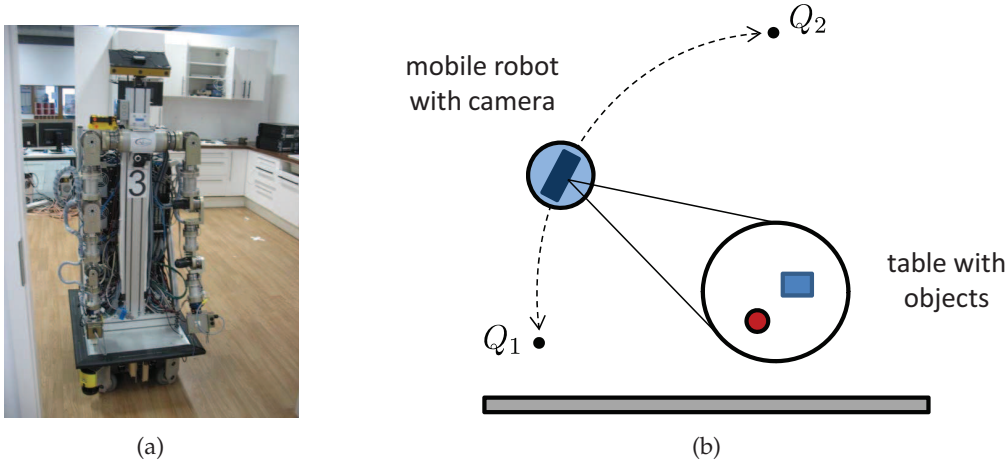 3
(a)
mobile robot
with camera
Q2
Q1
table with
objects
(b)